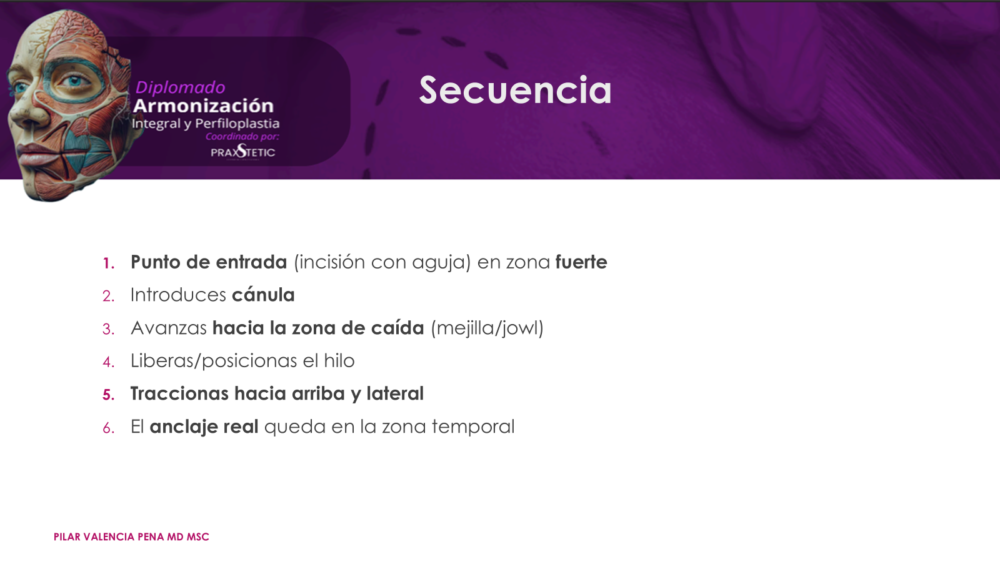 Diplomado
Armonización
Integral y Perfiloplastia
Coordinado por:
PRAXSTETIC
Secuencia
1. Punto de entrada (incisión con aguja) en zona fuerte
2. Introduces cánula
3. Avanzas hacia la zona de caída (mejilla/jowl)
4. Liberas/posicionas el hilo
5. Traccionas hacia arriba y lateral
6. El anclaje real queda en la zona temporal
PILAR VALENCIA PENA MD MSC